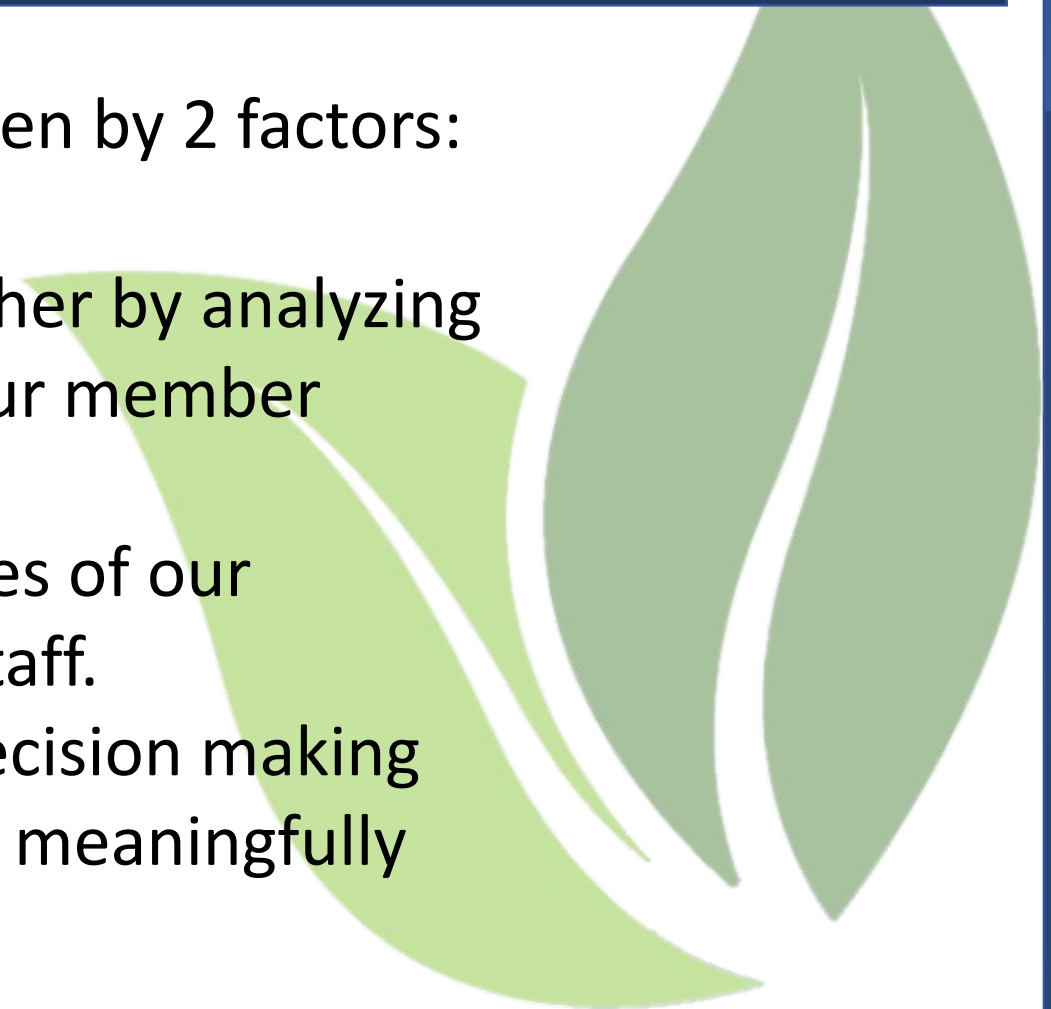 en by 2 factors:
her by analyzing
ur member
es of our
taff.
ecision making
meaningfully